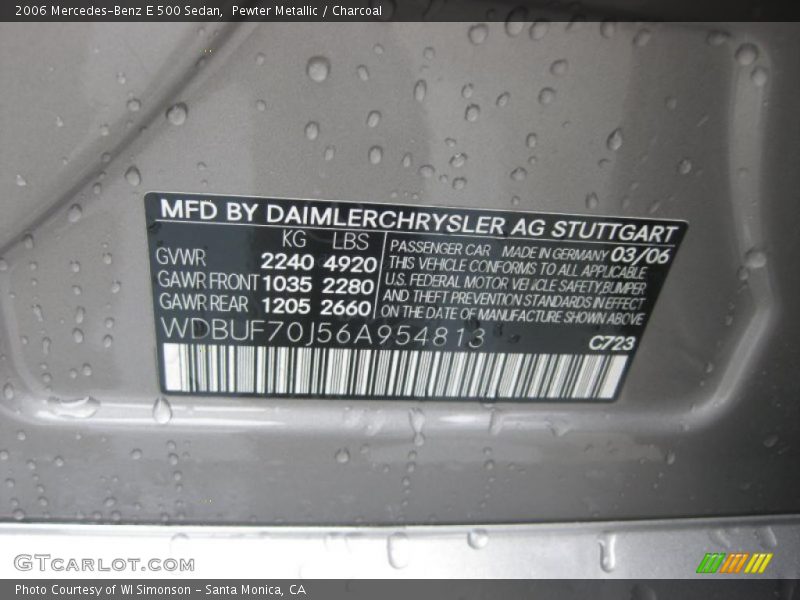 2006 Mercedes-Benz E 500 Sedan, Pewter Metallic / Charcoal
MFD BY DAIMLERCHRYSLER AG STUTTGART
KG LBS
GVWR 2240 4920
GAWR FRONT 1035 2280
GAWR REAR 1205 2660
PASSENGER CAR MADE IN GERMANY 03/06
THIS VEHICLE CONFORMS TO ALL APPLICABLE
U.S. FEDERAL MOTOR VEHICLE SAFETY, BUMPER
AND THEFT PREVENTION STANDARDS IN EFFECT
ON THE DATE OF MANUFACTURE SHOWN ABOVE
WDBUF70J56A954813
C723
GTCARLOT.COM
Photo Courtesy of WI Simonson - Santa Monica, CA